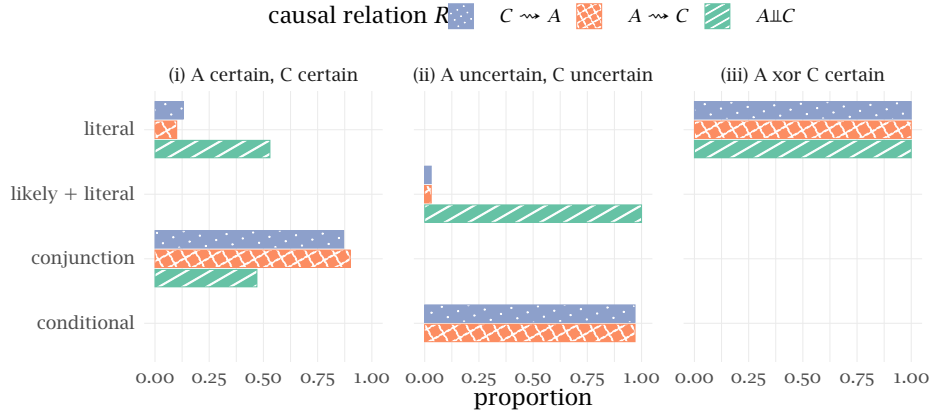 causal relation R C ⇝ A A ⇝ C A⫫C
(i) A certain, C certain (ii) A uncertain, C uncertain (iii) A xor C certain
literal
likely + literal
conjunction
conditional
0.00 0.25 0.50 0.75 1.00 0.00 0.25 0.50 0.75 1.00 0.00 0.25 0.50 0.75 1.00
proportion